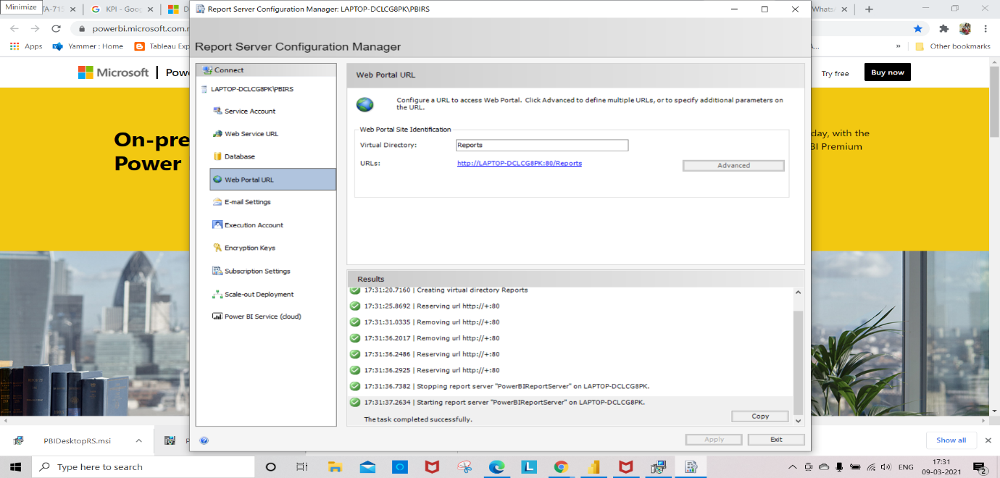 Minimize
TA-715
KPI - Goo
WhatsA
Report Server Configuration Manager: LAPTOP-DCLCG8PK\PBIRS
powerbi.microsoft.com
Apps
Yammer : Home
Tableau Exp
»
Other bookmarks
Report Server Configuration Manager
Microsoft
Powe
Try free
Buy now
Connect
LAPTOP-DCLCG8PK\PBIRS
Service Account
Web Service URL
Database
Web Portal URL
E-mail Settings
Execution Account
Encryption Keys
Subscription Settings
Scale-out Deployment
Power BI Service (cloud)
Web Portal URL
Configure a URL to access Web Portal. Click Advanced to define multiple URLs, or to specify additional parameters on
the URL.
Web Portal Site Identification
Virtual Directory:
Reports
URLs:
http://LAPTOP-DCLCG8PK:80/Reports
Advanced
On-pre
Power
day, with the
BI Premium
Results
17:31:20.7160 | Creating virtual directory Reports
17:31:25.8692 | Reserving url http://+:80
17:31:31.0335 | Removing url http://+:80
17:31:36.2017 | Removing url http://+:80
17:31:36.2486 | Reserving url http://+:80
17:31:36.2925 | Reserving url http://+:80
17:31:36.7382 | Stopping report server "PowerBIReportServer" on LAPTOP-DCLCG8PK.
17:31:37.2634 | Starting report server "PowerBIReportServer" on LAPTOP-DCLCG8PK.
The task completed successfully.
Copy
Apply
Exit
PBIDesktopRS.msi
Show all
Type here to search
ENG
17:31
09-03-2021
2